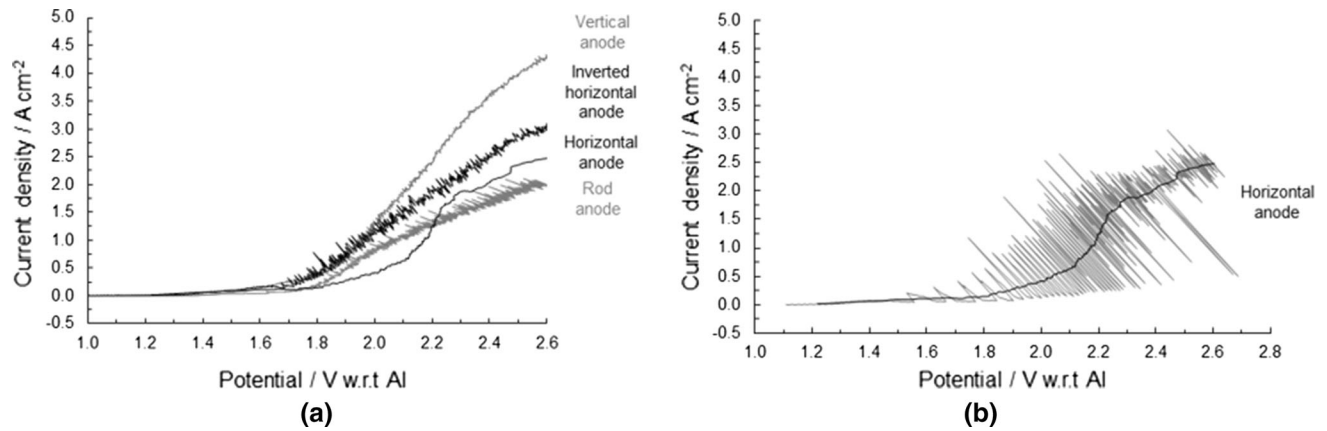 5.0
4.5
4.0
3.5
3.0
2.5
2.0
1.5
1.0
0.5
0.0
-0.5
Current density / A cm-2
1.0 1.2 1.4 1.6 1.8 2.0 2.2 2.4 2.6
Potential / V w.r.t Al
Vertical
anode
Inverted
horizontal
anode
Horizontal
anode
Rod
anode
(a)
5.0
4.5
4.0
3.5
3.0
2.5
2.0
1.5
1.0
0.5
0.0
-0.5
Current density / A cm-2
1.0 1.2 1.4 1.6 1.8 2.0 2.2 2.4 2.6 2.8
Potential / V w.r.t Al
Horizontal
anode
(b)